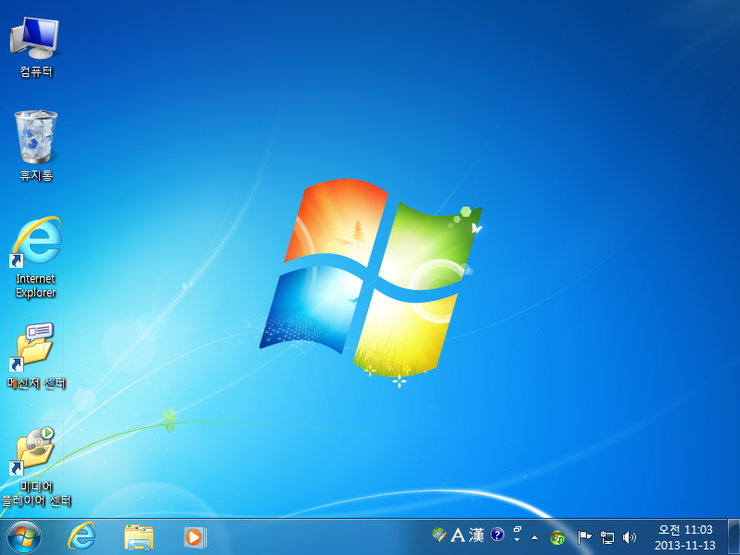 컴퓨터
휴지통
Internet
Explorer
메신저 센터
미디어
플레이어 센터
A 漢
오전 11:03
2013-11-13